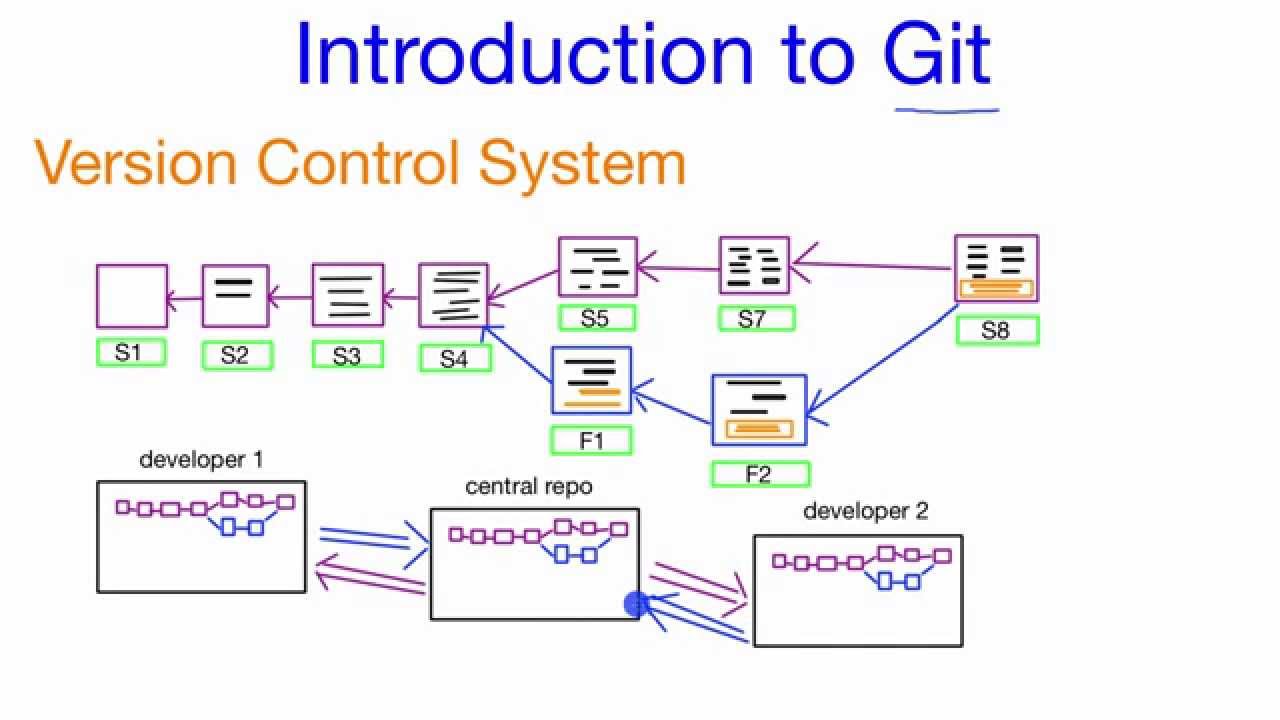 Introduction to Git
Version Control System
S1
S2
S3
S4
S5
S7
S8
F1
F2
developer 1
central repo
developer 2